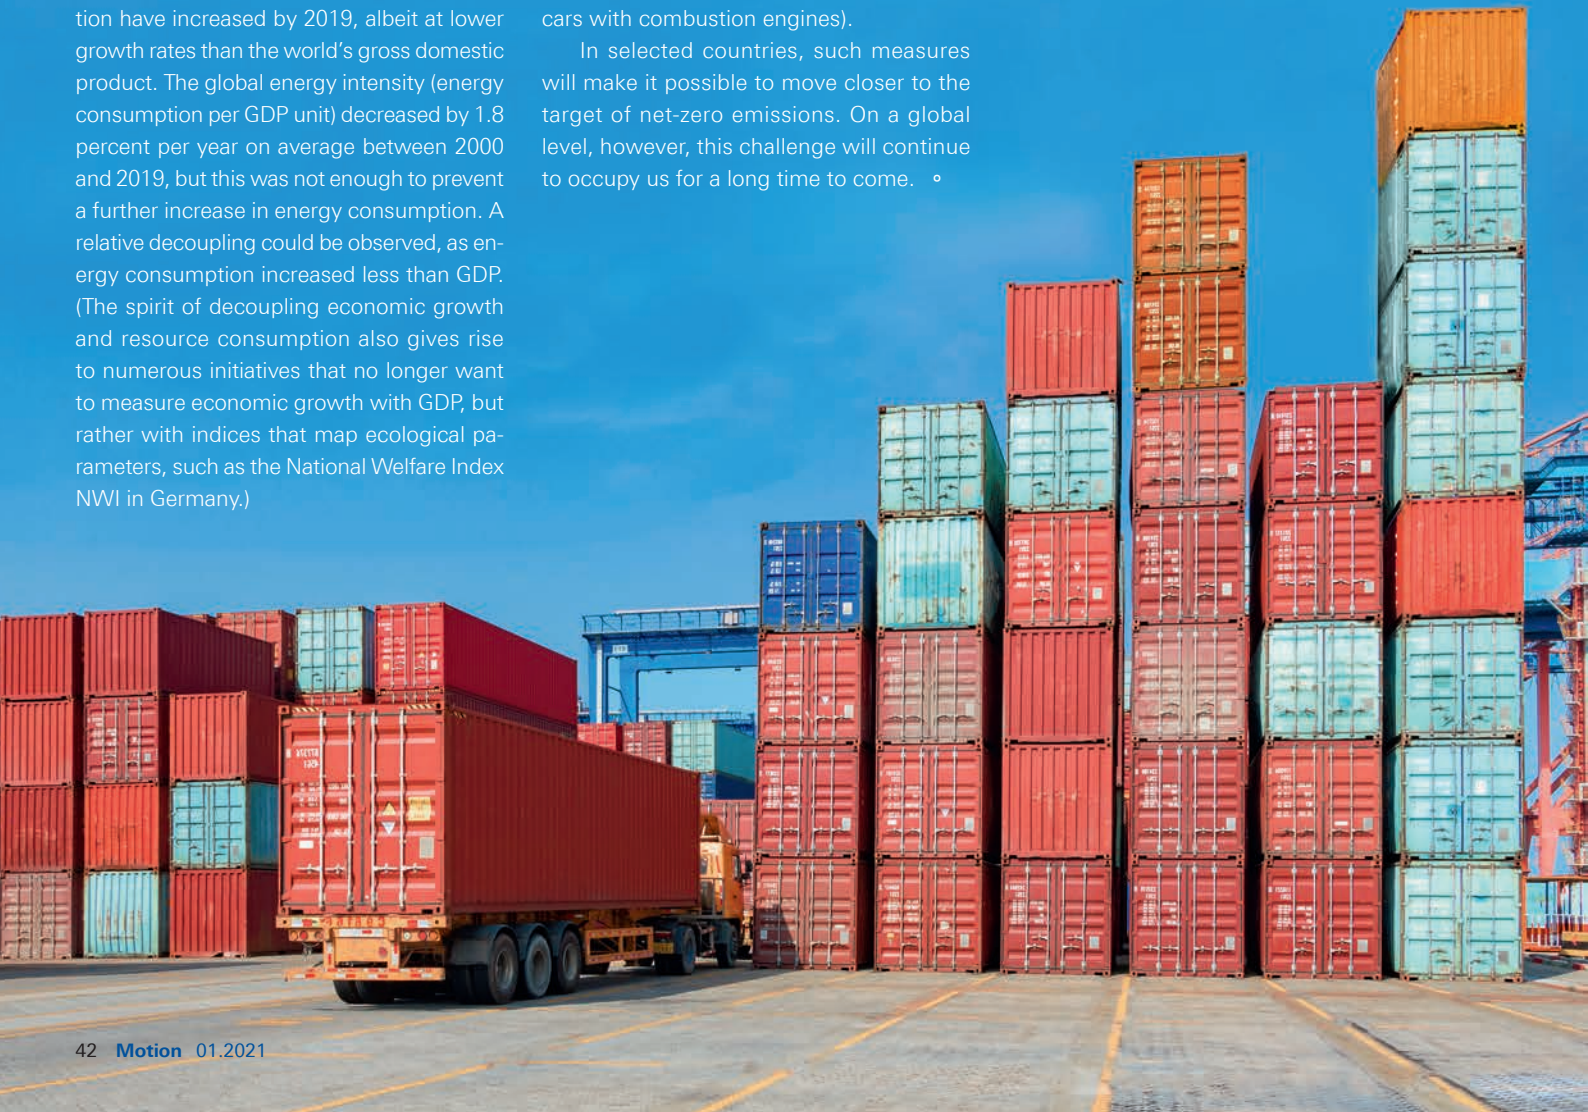 tion have increased by 2019, albeit at lower
growth rates than the world's gross domestic
product. The global energy intensity (energy
consumption per GDP unit) decreased by 1.8
percent per year on average between 2000
and 2019, but this was not enough to prevent
a further increase in energy consumption. A
relative decoupling could be observed, as en-
ergy consumption increased less than GDP.
(The spirit of decoupling economic growth
and resource consumption also gives rise
to numerous initiatives that no longer want
to measure economic growth with GDP, but
rather with indices that map ecological pa-
rameters, such as the National Welfare Index
NWI in Germany.)
cars with combustion engines).
In selected countries, such measures
will make it possible to move closer to the
target of net-zero emissions. On a global
level, however, this challenge will continue
to occupy us for a long time to come. °
42 Motion 01.2021